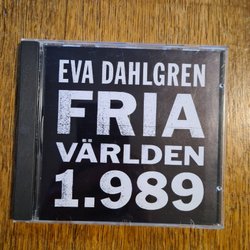 EVA DAHLGREN
FRIA
VÄRLDEN
1.989